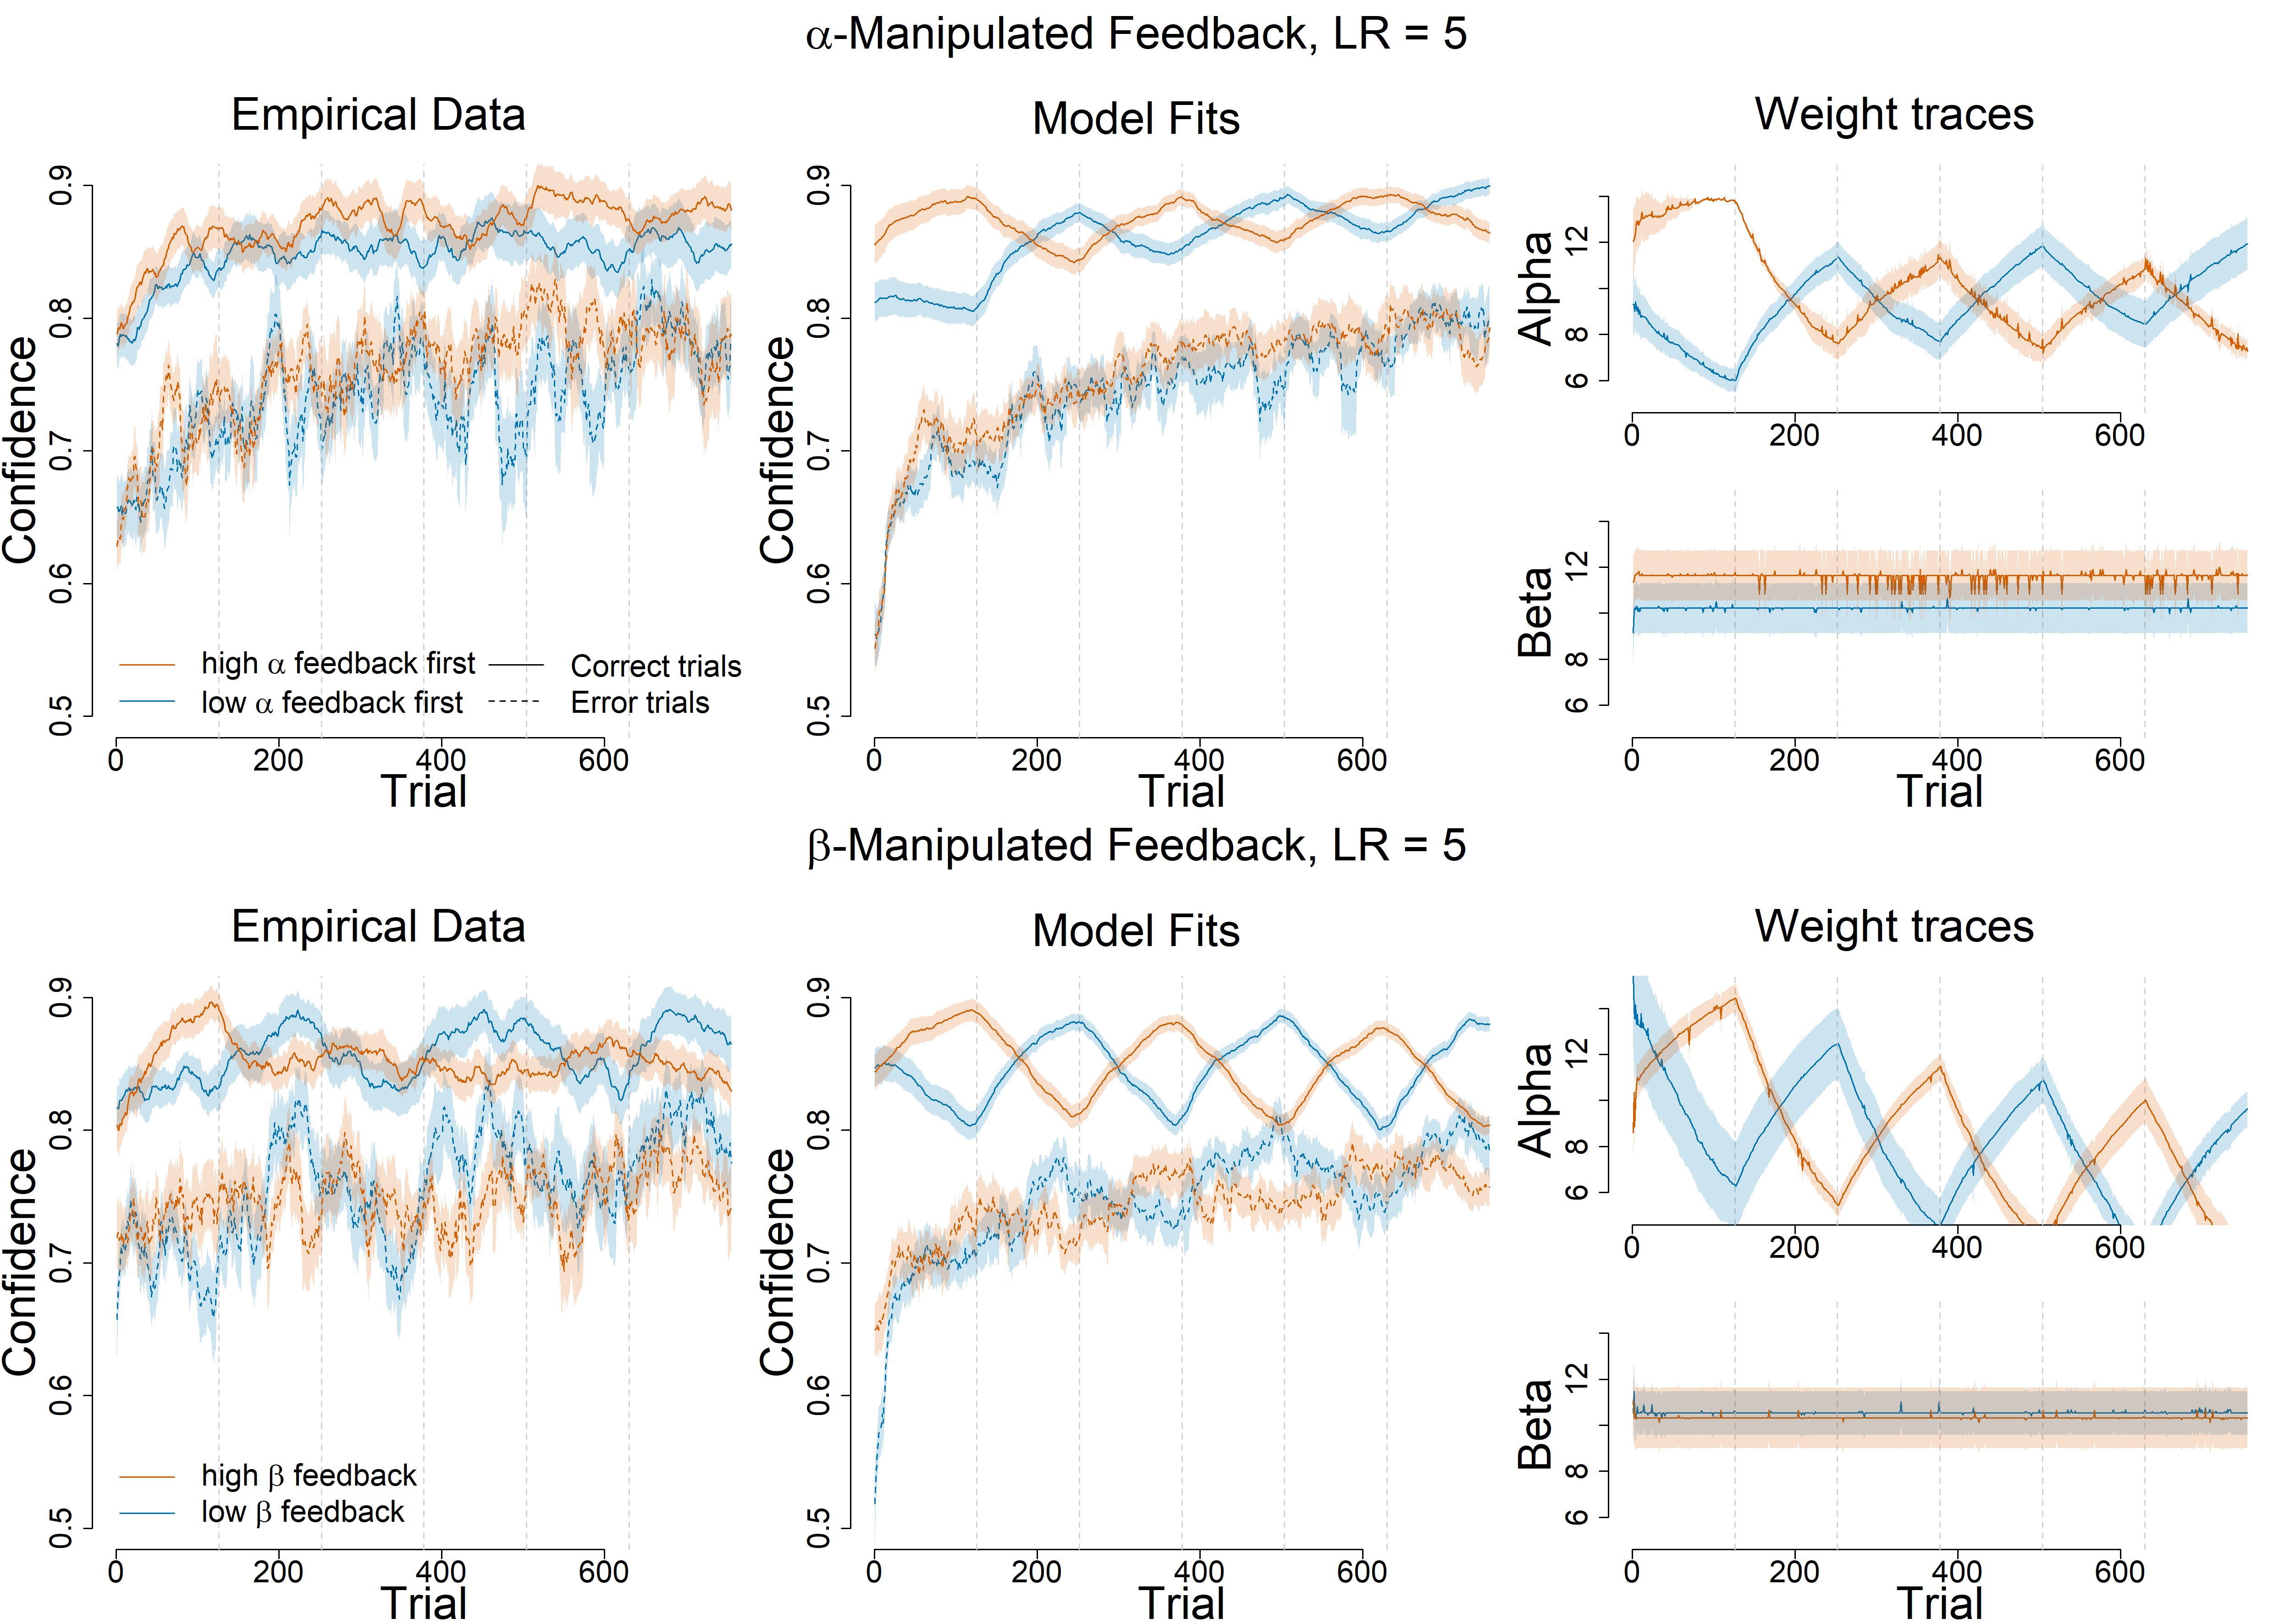 α-Manipulated Feedback, LR = 5
Empirical Data
Model Fits
Weight traces
Confidence
0.5 0.6 0.7 0.8 0.9
high α feedback first
low α feedback first
Correct trials
Error trials
0 200 400 600
Trial
Confidence
0.5 0.6 0.7 0.8 0.9
0 200 400 600
Trial
Alpha
6 8 12
0 200 400 600
Beta
6 8 12
0 200 400 600
Trial
β-Manipulated Feedback, LR = 5
Empirical Data
Model Fits
Weight traces
Confidence
0.5 0.6 0.7 0.8 0.9
high β feedback
low β feedback
0 200 400 600
Trial
Confidence
0.5 0.6 0.7 0.8 0.9
0 200 400 600
Trial
Alpha
6 8 12
0 200 400 600
Beta
6 8 12
0 200 400 600
Trial